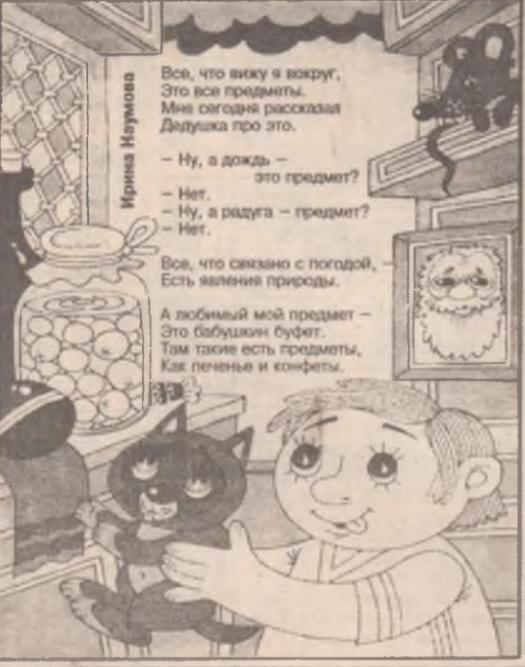 Ирина Наумова
Все, что вижу я вокруг,
Это все предметы.
Мне сегодня рассказал
Дедушка про это.
– Ну, а дождь –
это предмет?
– Нет.
– Ну, а радуга – предмет?
– Нет.
Все, что связано с погодой, –
Есть явления природы.
А любимый мой предмет –
Это бабушкин буфет.
Там такие есть предметы,
Как печенье и конфеты.